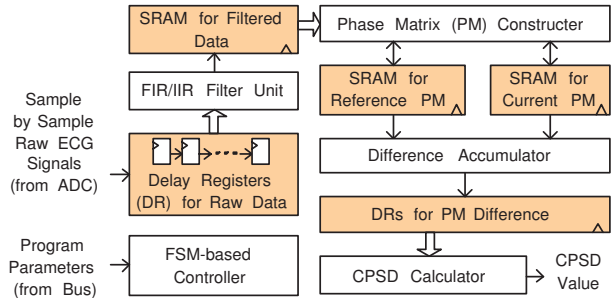 SRAM for Filtered
Data
FIR/IIR Filter Unit
Sample
by Sample
Raw ECG
Signals
(from ADC)
Delay Registers
(DR) for Raw Data
Program
Parameters
(from Bus)
FSM-based
Controller
Phase Matrix (PM) Constructer
SRAM for
Reference PM
SRAM for
Current PM
Difference Accumulator
DRs for PM Difference
CPSD Calculator
CPSD
Value